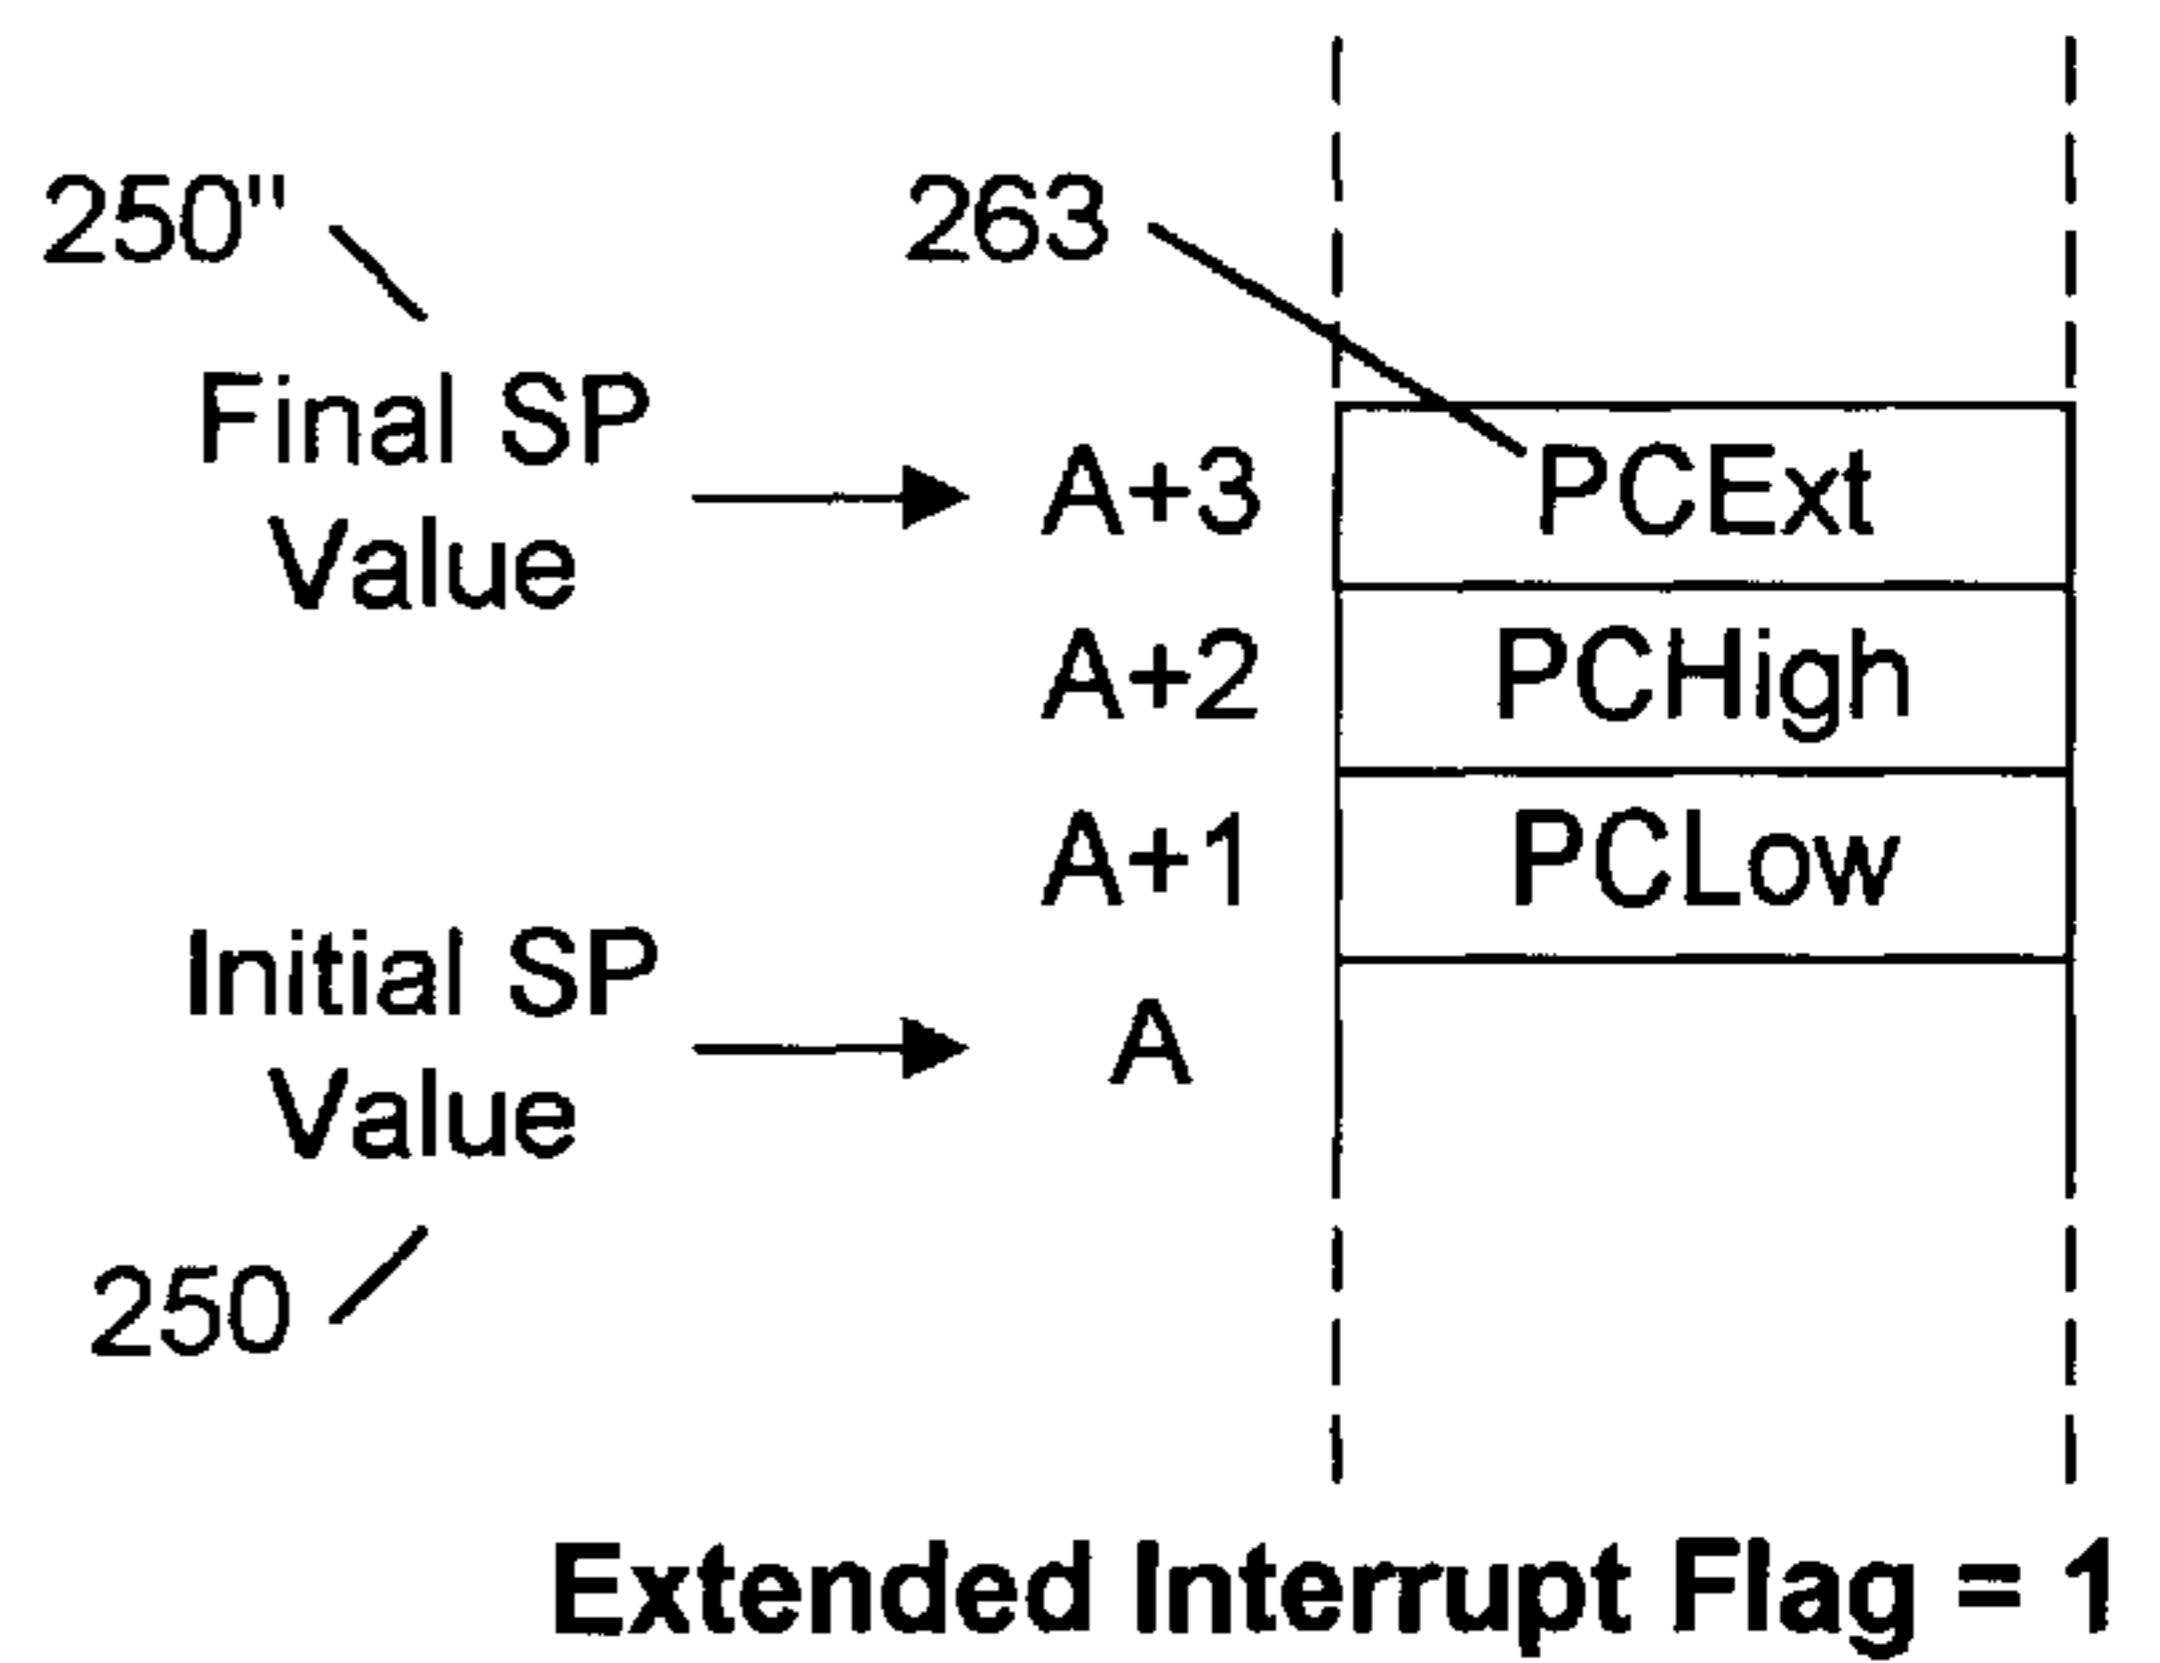 250"
263
Final SP
Value
A+3
PCExt
A+2
PCHigh
A+1
PCLow
Initial SP
Value
A
250
Extended Interrupt Flag = 1